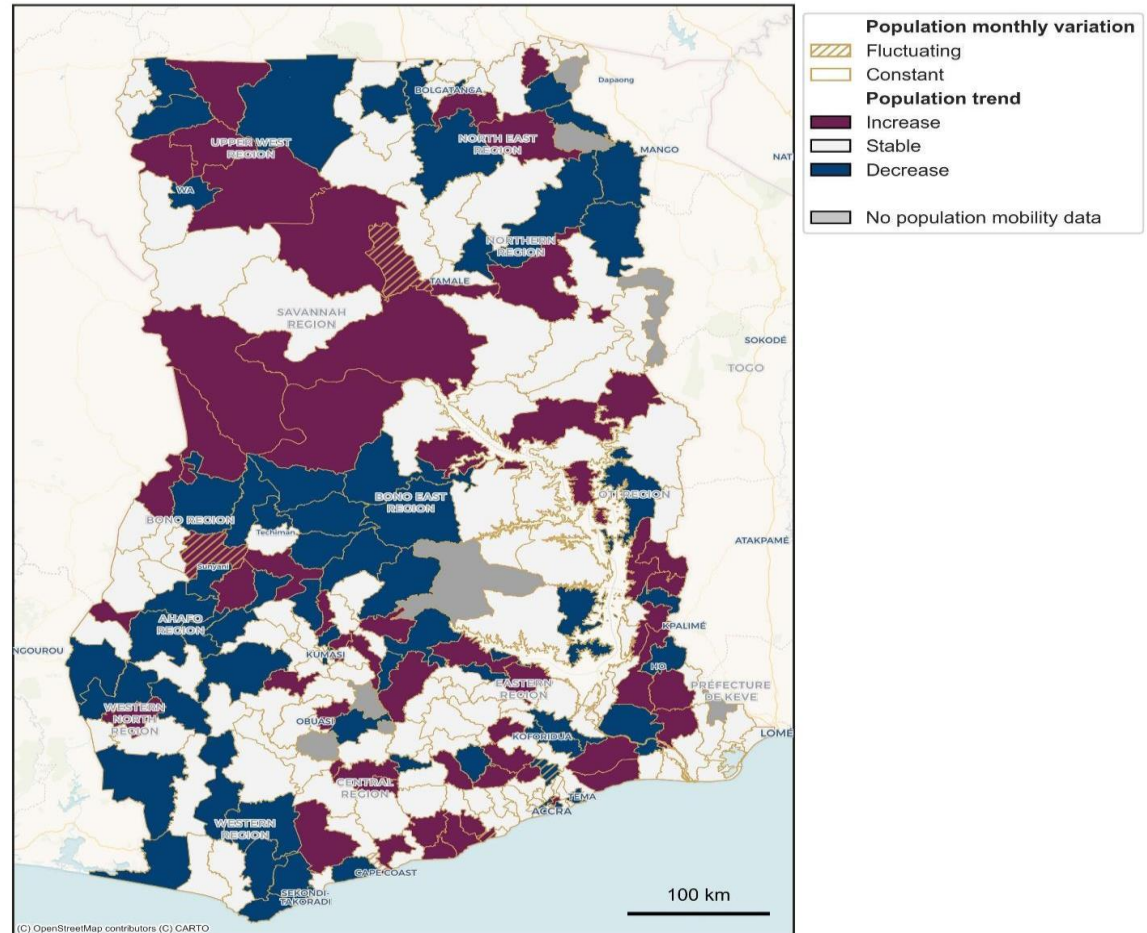 Population monthly variation
Fluctuating
Constant
Population trend
Increase
Stable
Decrease
No population mobility data
Dapaong
BOLGATANGA
UPPER WEST
REGION
NORTH EAST
REGION
MANGO
NAT
WA
NORTHERN
REGION
TAMALE
SAVANNAH
REGION
SOKODÉ
TOGO
BONO EAST
REGION
OTI REGION
BONO REGION
Techiman
ATAKPAMÉ
Sunyani
AHAFO
REGION
KPALIMÉ
NGOUROU
KUMASI
HO
EASTERN
REGION
PRÉFECTURE
DE KEVE
WESTERN
NORTH
REGION
OBUASI
LOMÉ
KOFORIDUA
CENTRAL
REGION
TEMA
ACCRA
WESTERN
REGION
CAPE COAST
SEKONDI-
TAKORADI
100 km
(C) OpenStreetMap contributors (C) CARTO